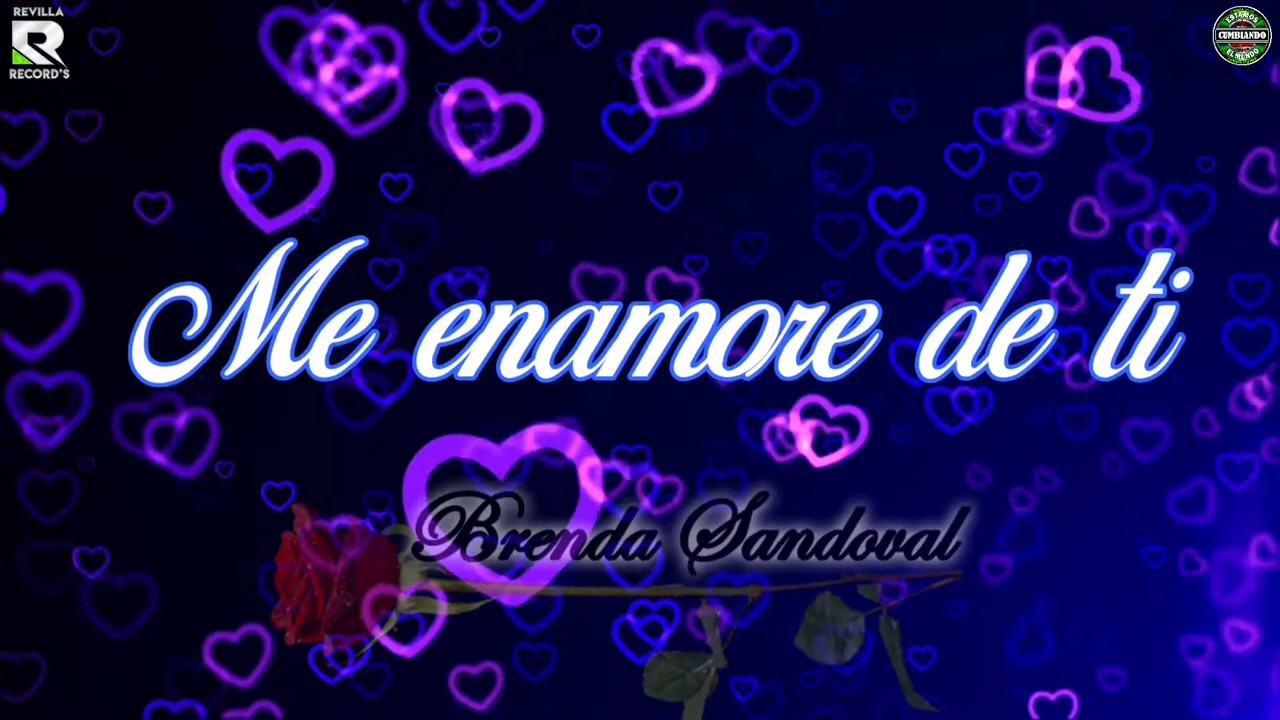 REVILLA
R
RECORD'S
ESTAMOS
CUMBIANDO
EL MUNDO
Me enamore de ti
Brenda Sandoval